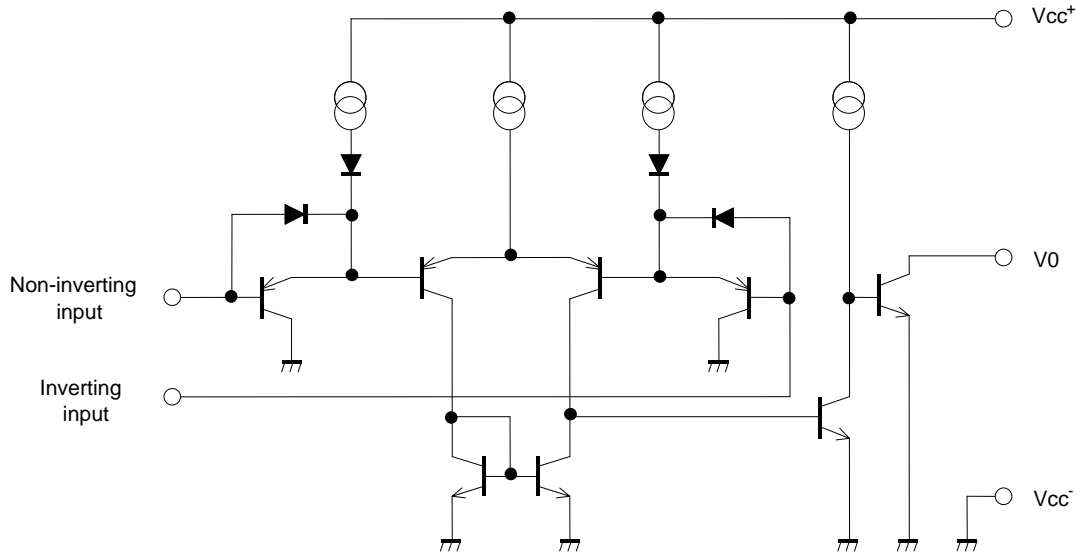 Vcc+
Non-inverting
input
V0
Inverting
input
Vcc-